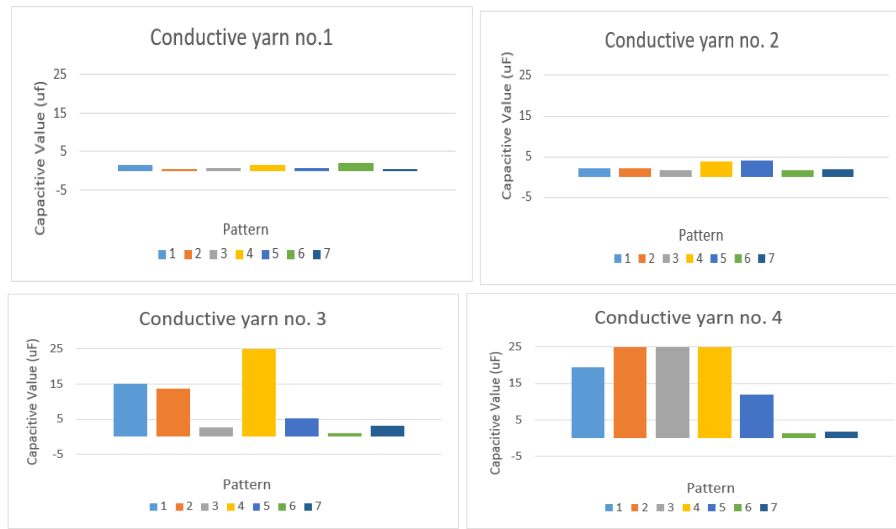 Conductive yarn no.1
Capacitive Value (uf)
25
15
5
-5
Pattern
1 2 3 4 5 6 7
Conductive yarn no. 2
Capacitive Value (uF)
25
15
5
-5
Pattern
1 2 3 4 5 6 7
Conductive yarn no. 3
Capacitive Value (uF)
25
15
5
-5
Pattern
1 2 3 4 5 6 7
Conductive yarn no. 4
Capacitive Value (uF)
25
15
5
-5
Pattern
1 2 3 4 5 6 7